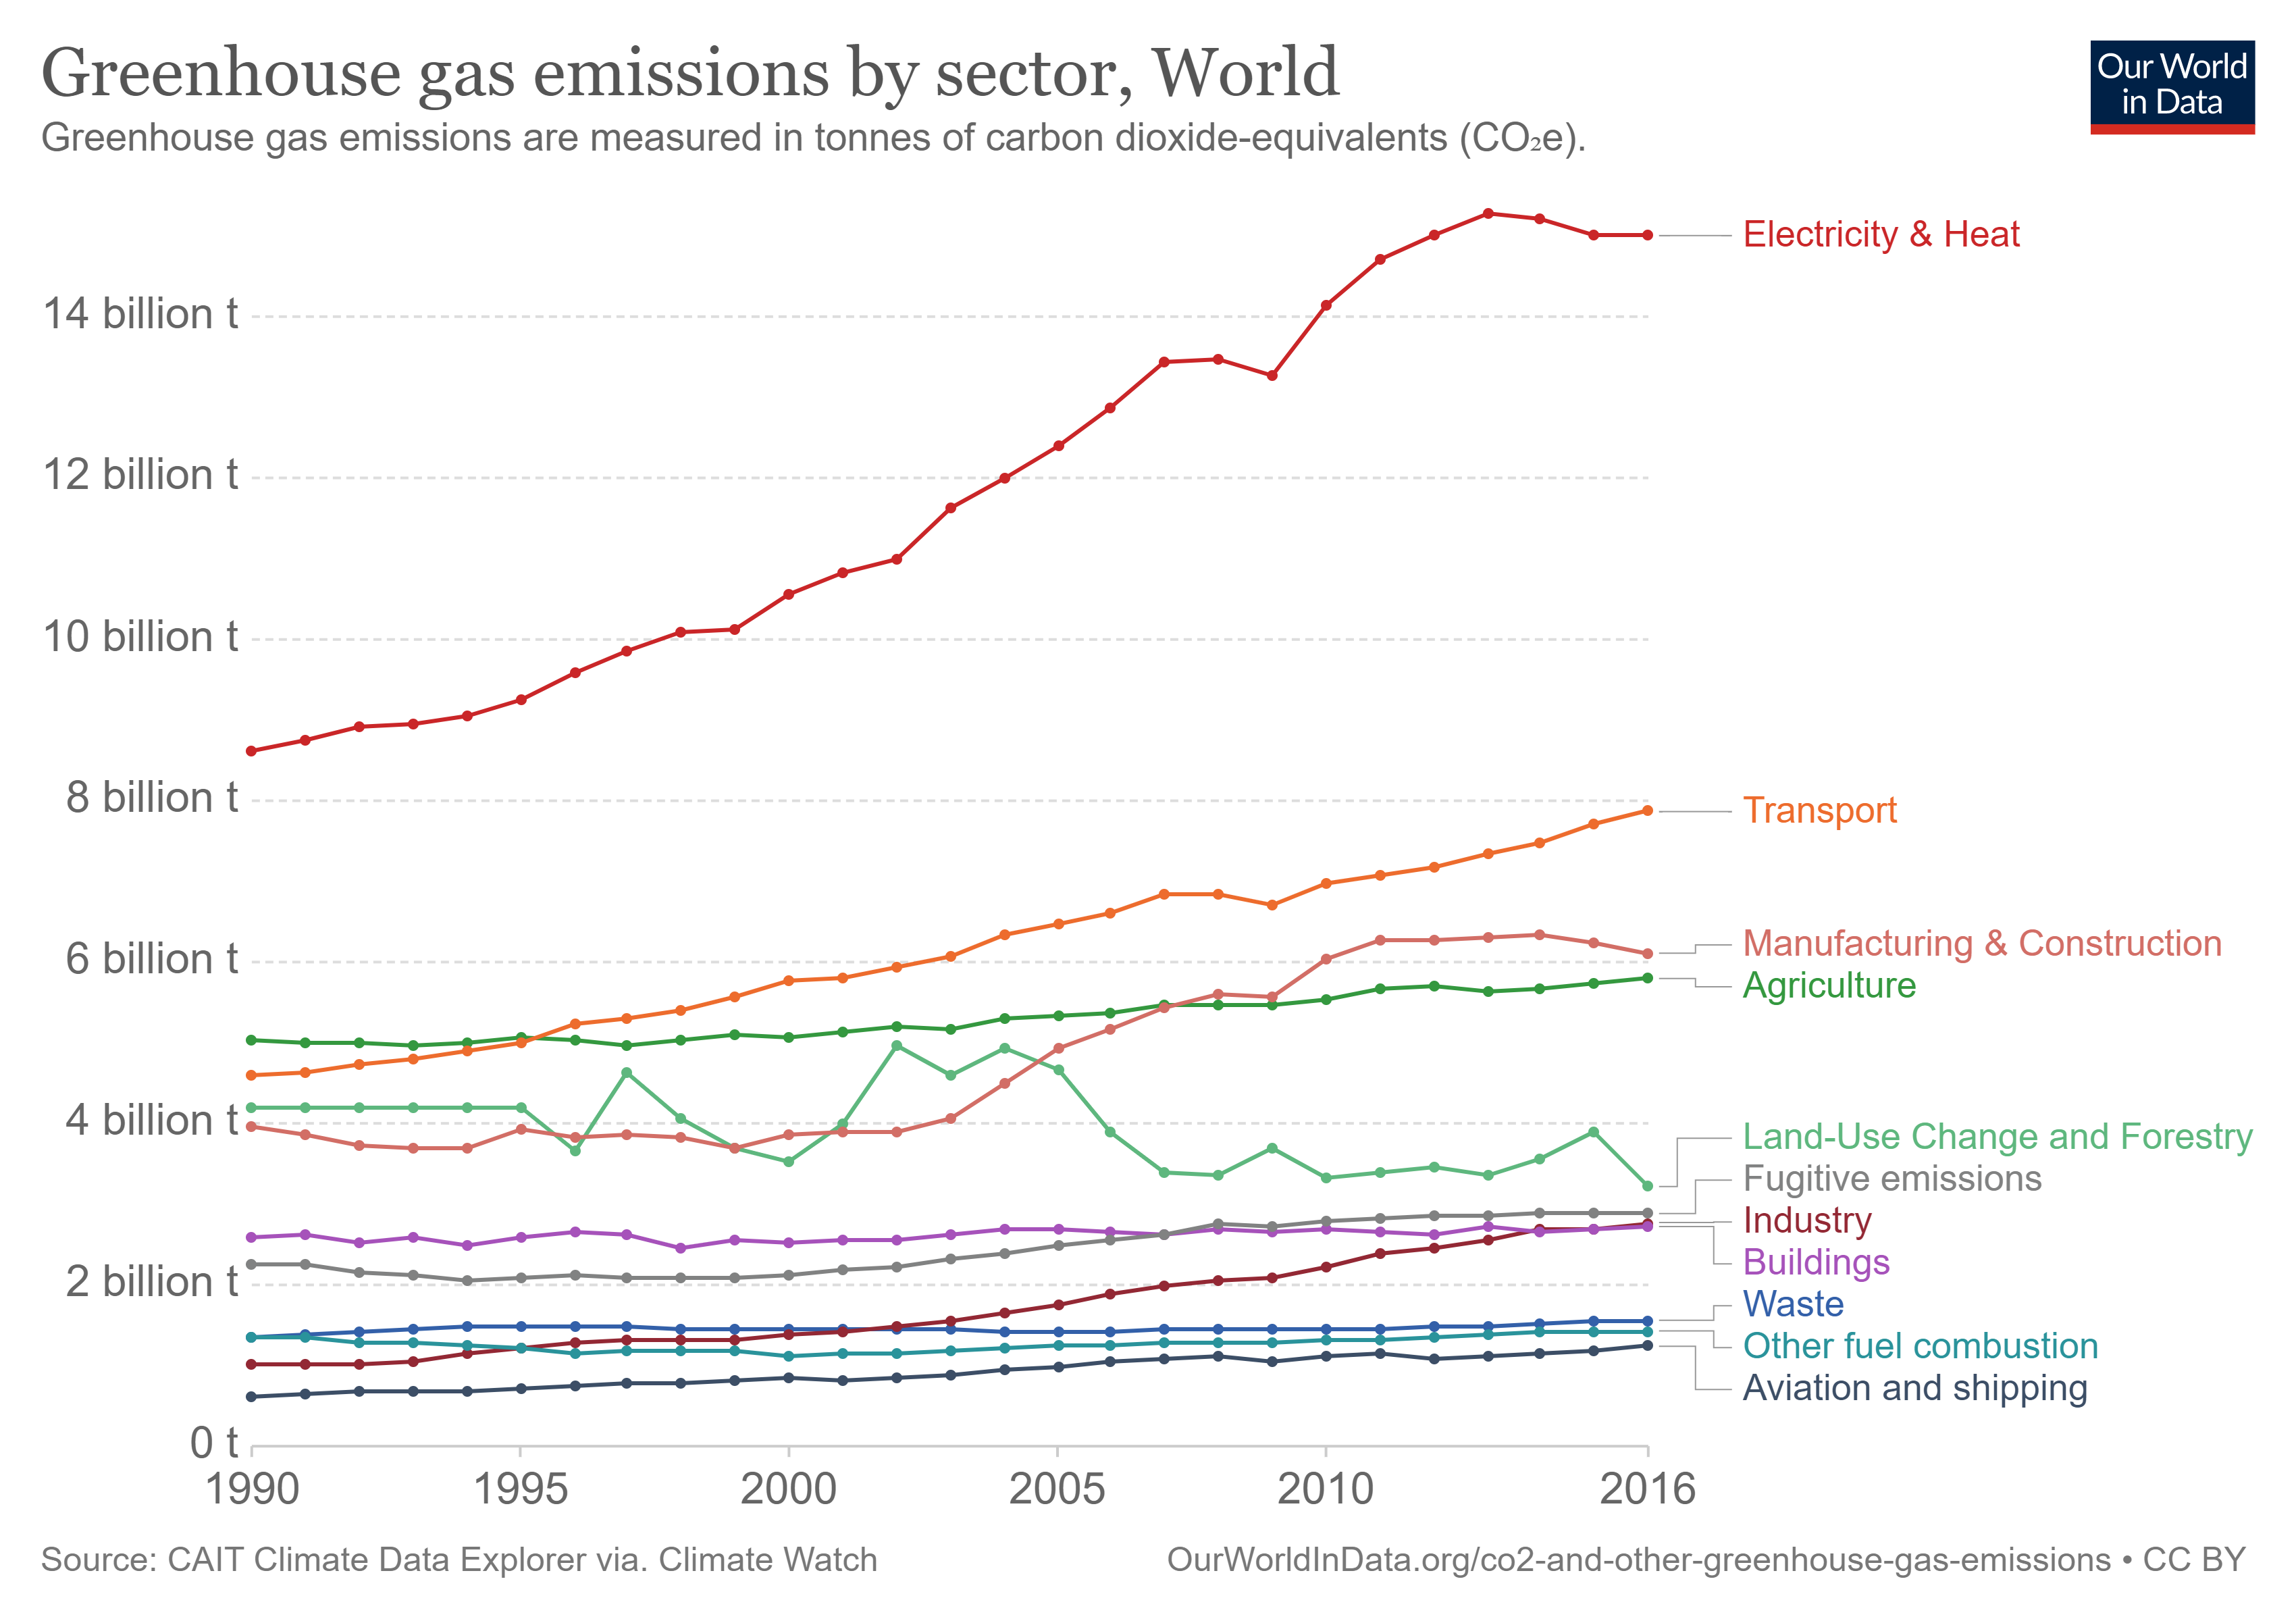 Greenhouse gas emissions by sector, World
Our World
in Data
Greenhouse gas emissions are measured in tonnes of carbon dioxide-equivalents (CO₂e).
14 billion t
12 billion t
10 billion t
8 billion t
6 billion t
4 billion t
2 billion t
0 t
Electricity & Heat
Transport
Manufacturing & Construction
Agriculture
Land-Use Change and Forestry
Fugitive emissions
Industry
Buildings
Waste
Other fuel combustion
Aviation and shipping
1990 1995 2000 2005 2010 2016
Source: CAIT Climate Data Explorer via. Climate Watch
OurWorldInData.org/co2-and-other-greenhouse-gas-emissions • CC BY